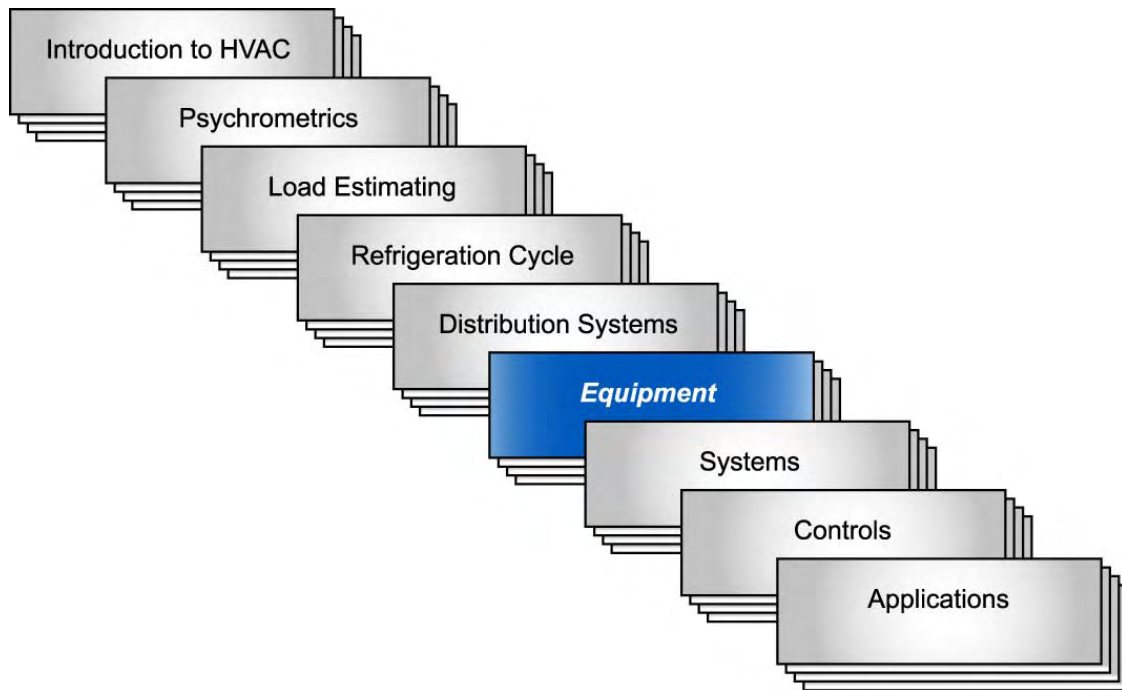 Introduction to HVAC
Psychrometrics
Load Estimating
Refrigeration Cycle
Distribution Systems
Equipment
Systems
Controls
Applications